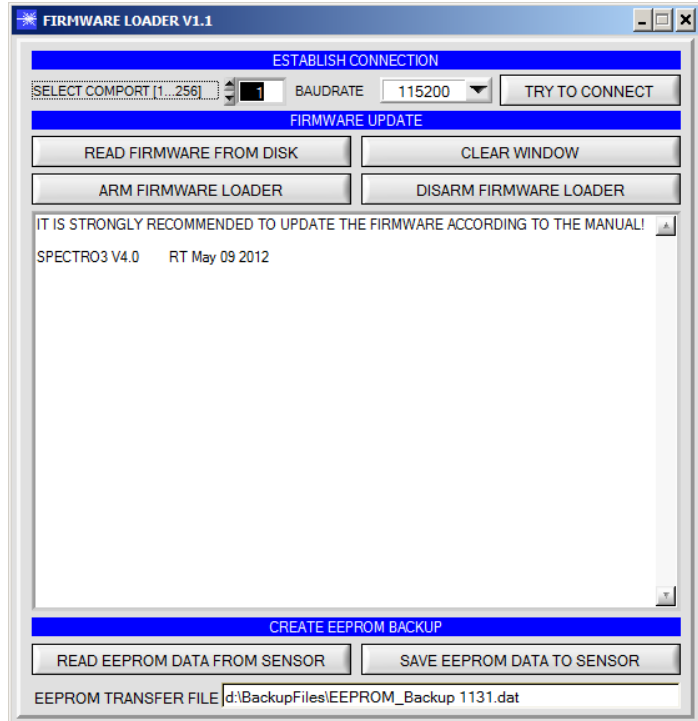 FIRMWARE LOADER V1.1
ESTABLISH CONNECTION
SELECT COMPORT [1...256] 1 BAUDRATE 115200 TRY TO CONNECT
FIRMWARE UPDATE
READ FIRMWARE FROM DISK CLEAR WINDOW
ARM FIRMWARE LOADER DISARM FIRMWARE LOADER
IT IS STRONGLY RECOMMENDED TO UPDATE THE FIRMWARE ACCORDING TO THE MANUAL!
SPECTRO3 V4.0 RT May 09 2012
CREATE EEPROM BACKUP
READ EEPROM DATA FROM SENSOR SAVE EEPROM DATA TO SENSOR
EEPROM TRANSFER FILE d:\BackupFiles\EEPROM_Backup 1131.dat